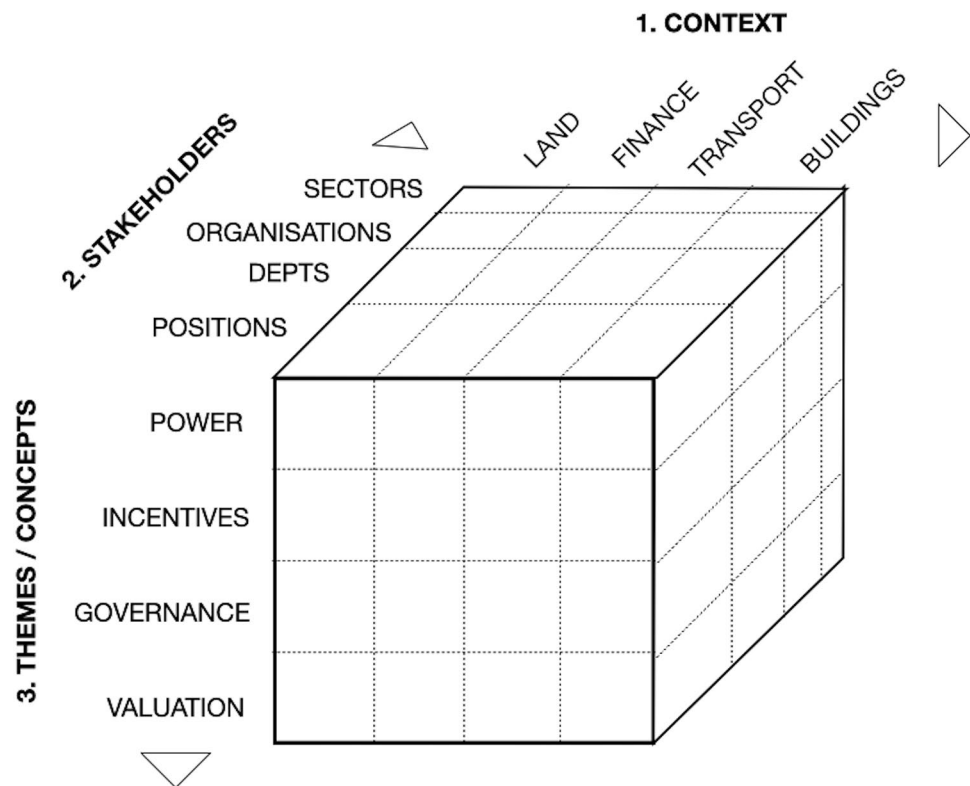 1. CONTEXT
LAND
FINANCE
TRANSPORT
BUILDINGS
2. STAKEHOLDERS
SECTORS
ORGANISATIONS
DEPTS
POSITIONS
3. THEMES / CONCEPTS
POWER
INCENTIVES
GOVERNANCE
VALUATION